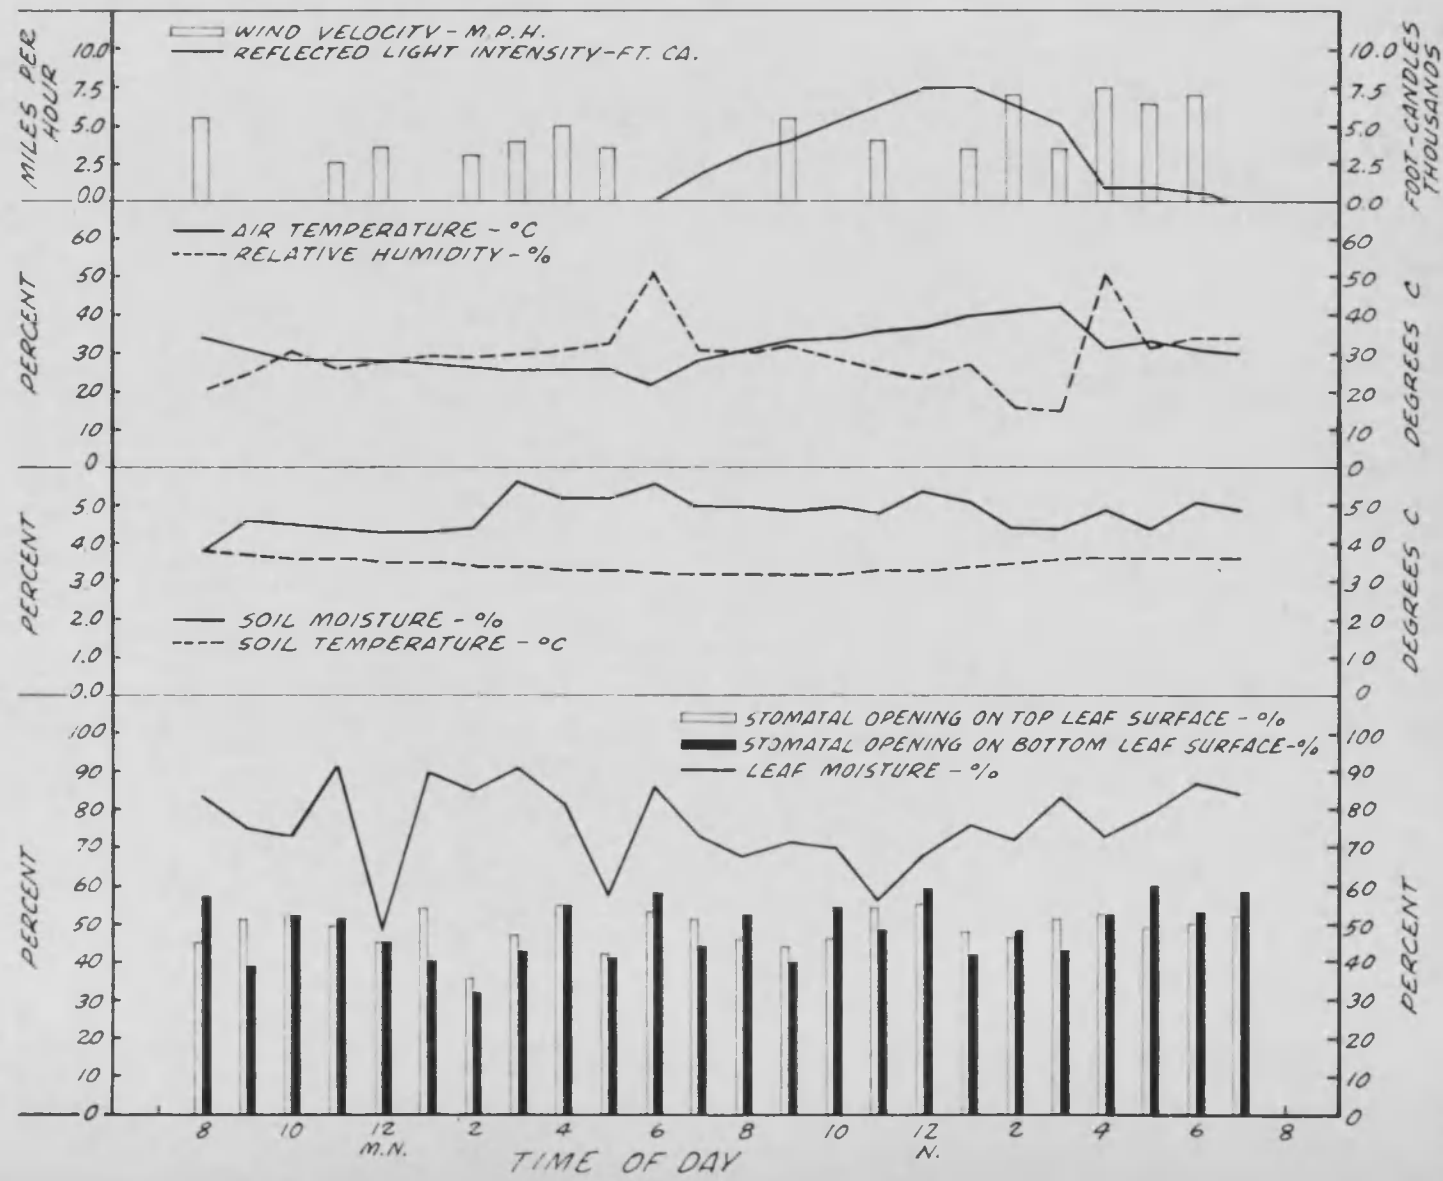 MILES PER
HOUR
10.0
7.5
5.0
2.5
0.0
WIND VELOCITY - M.P.H.
REFLECTED LIGHT INTENSITY-FT. CA.
10.0
7.5
5.0
2.5
0.0
FOOT-CANDLES
THOUSANDS
PERCENT
60
50
40
30
20
10
0
AIR TEMPERATURE - °C
RELATIVE HUMIDITY - %
60
50
40
30
20
10
0
DEGREES C
PERCENT
5.0
4.0
3.0
2.0
1.0
0.0
SOIL MOISTURE - %
SOIL TEMPERATURE - °C
50
40
30
20
10
0
DEGREES C
PERCENT
100
90
80
70
60
50
40
30
20
10
0
STOMATAL OPENING ON TOP LEAF SURFACE - %
STOMATAL OPENING ON BOTTOM LEAF SURFACE-%
LEAF MOISTURE - %
100
90
80
70
60
50
40
30
20
10
0
PERCENT
8 10 12 2 4 6 8 10 12 2 4 6 8
M.N. N.
TIME OF DAY